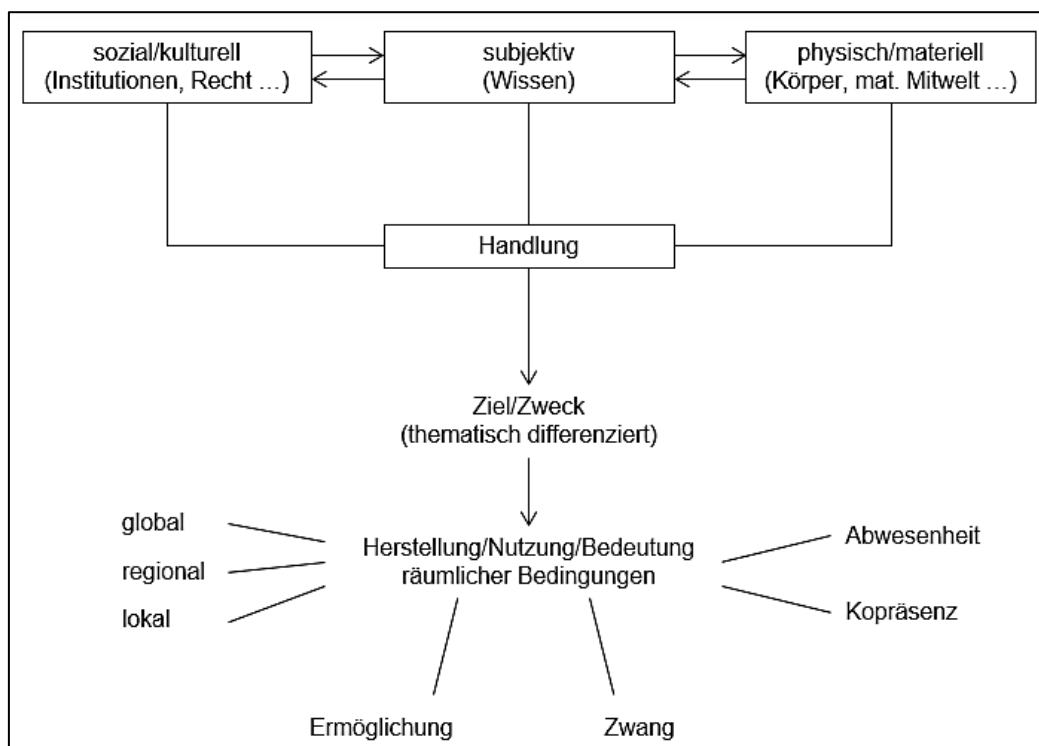 sozial/kulturell
(Institutionen, Recht ...)
subjektiv
(Wissen)
physisch/materiell
(Körper, mat. Mitwelt ...)
Handlung
Ziel/Zweck
(thematisch differenziert)
global
regional
lokal
Herstellung/Nutzung/Bedeutung
räumlicher Bedingungen
Abwesenheit
Kopräsenz
Ermöglichung
Zwang